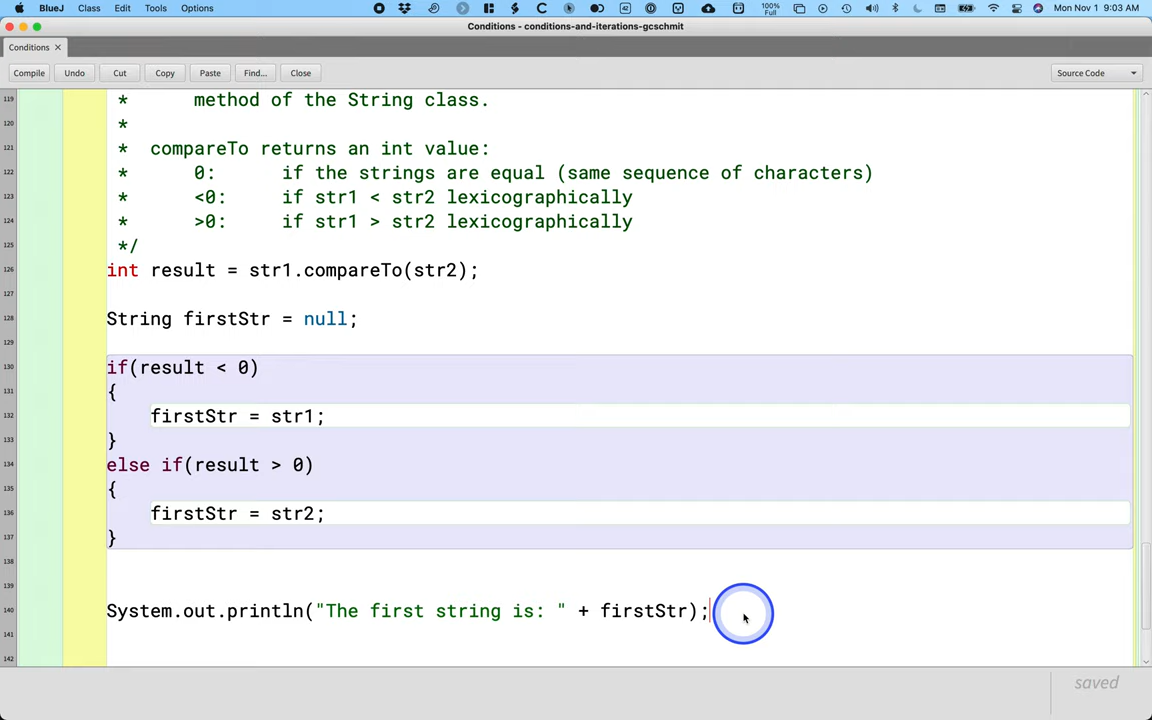 BlueJ Class Edit Tools Options 42 100% Full Mon Nov 1 9:03 AM
Conditions - conditions-and-iterations-gcschmit
Conditions ×
Compile Undo Cut Copy Paste Find... Close Source Code
119 * method of the String class.
120 *
121 * compareTo returns an int value:
122 * 0: if the strings are equal (same sequence of characters)
123 * <0: if str1 < str2 lexicographically
124 * >0: if str1 > str2 lexicographically
125 */
126 int result = str1.compareTo(str2);
127
128 String firstStr = null;
129
130 if(result < 0)
131 {
132 firstStr = str1;
133 }
134 else if(result > 0)
135 {
136 firstStr = str2;
137 }
138
139
140 System.out.println("The first string is: " + firstStr);
141
142
saved